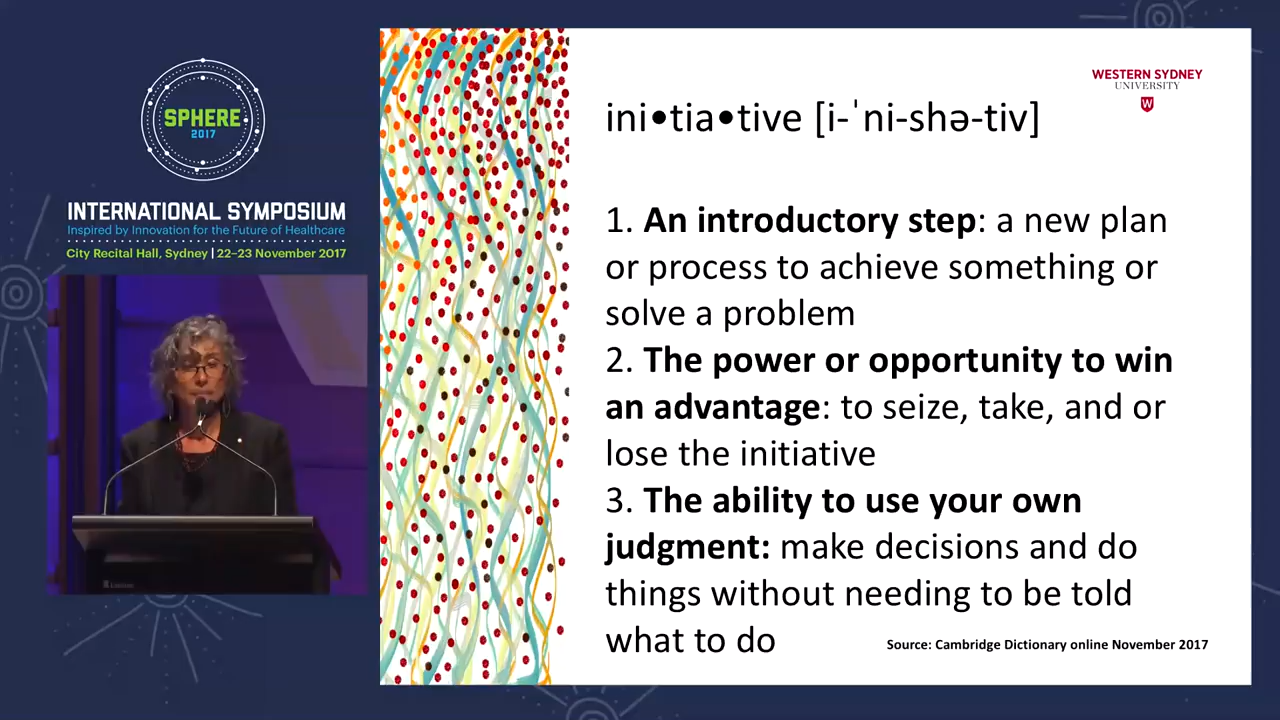 SPHERE
2017
INTERNATIONAL SYMPOSIUM
Inspired by Innovation for the Future of Healthcare
City Recital Hall, Sydney | 22–23 November 2017
WESTERN SYDNEY
UNIVERSITY
W
ini•tia•tive [i-ˈni-shə-tiv]
1. An introductory step: a new plan
or process to achieve something or
solve a problem
2. The power or opportunity to win
an advantage: to seize, take, and or
lose the initiative
3. The ability to use your own
judgment: make decisions and do
things without needing to be told
what to do
Source: Cambridge Dictionary online November 2017